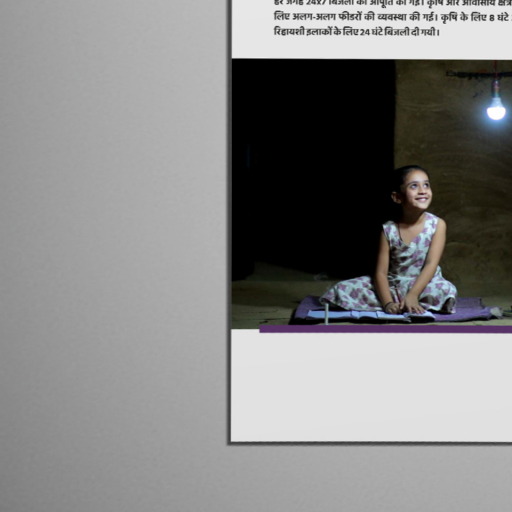 हर जगह 24x7 बिजली की आपूर्ति की गई। कृषि और आवासीय क्षेत्र
लिए अलग-अलग फीडरों की व्यवस्था की गई। कृषि के लिए 8 घंटे
रिहायशी इलाकों के लिए 24 घंटे बिजली दी गयी।